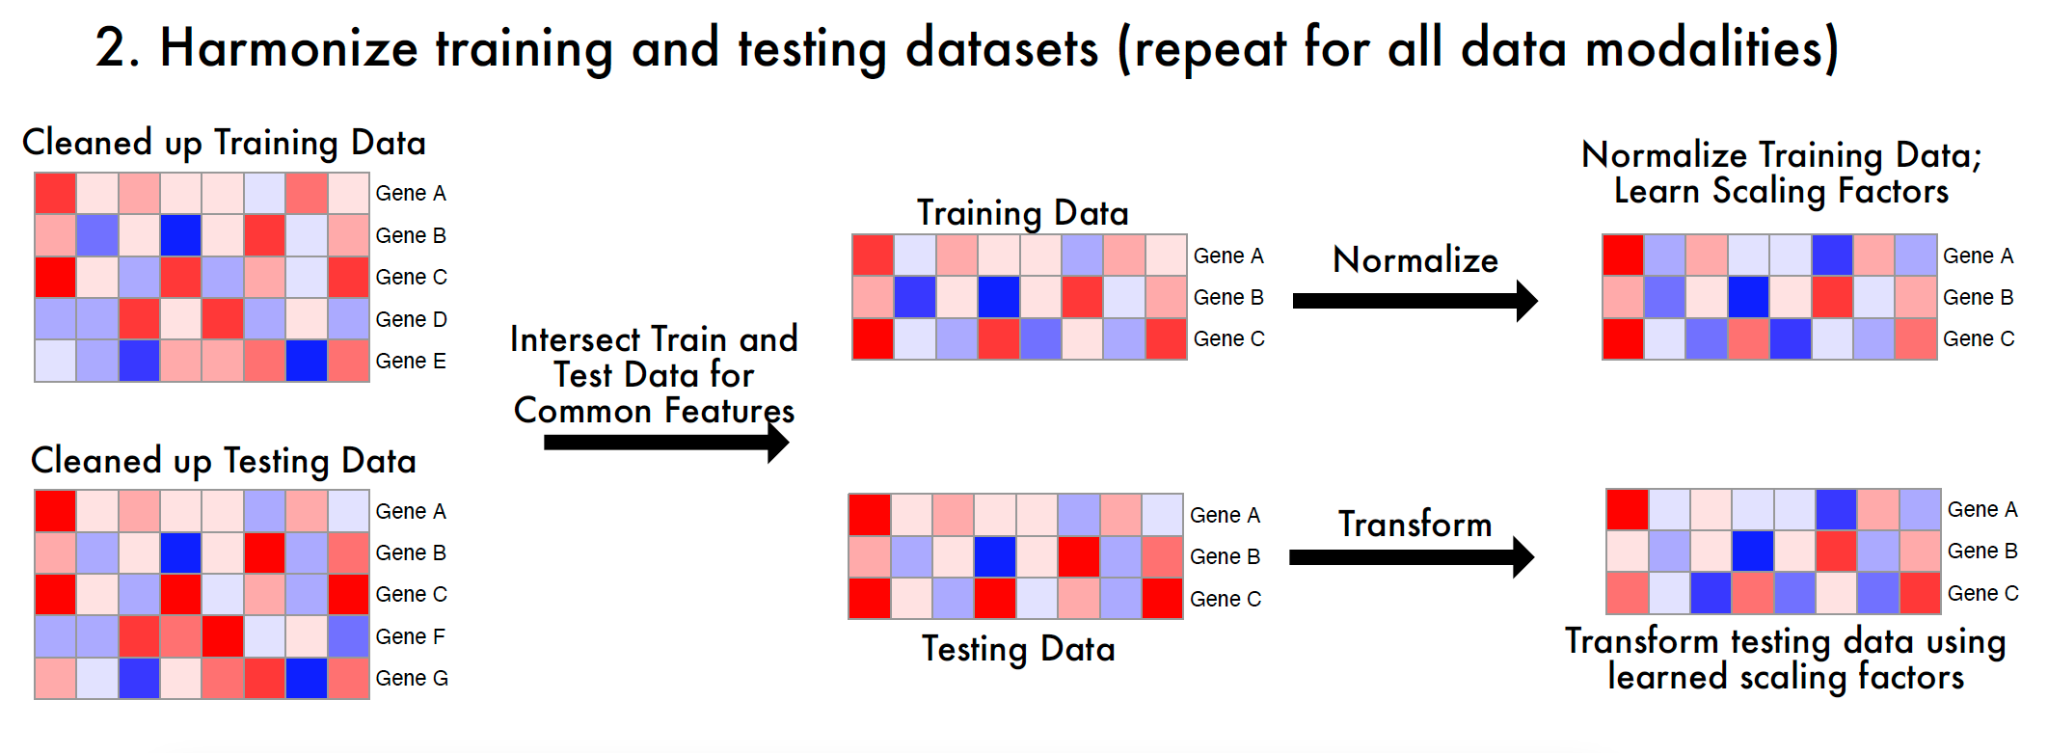 2. Harmonize training and testing datasets (repeat for all data modalities)
Cleaned up Training Data
Gene A
Gene B
Gene C
Gene D
Gene E
Cleaned up Testing Data
Gene A
Gene B
Gene C
Gene F
Gene G
Intersect Train and
Test Data for
Common Features
Training Data
Gene A
Gene B
Gene C
Gene A
Gene B
Gene C
Testing Data
Normalize
Transform
Normalize Training Data;
Learn Scaling Factors
Gene A
Gene B
Gene C
Gene A
Gene B
Gene C
Transform testing data using
learned scaling factors